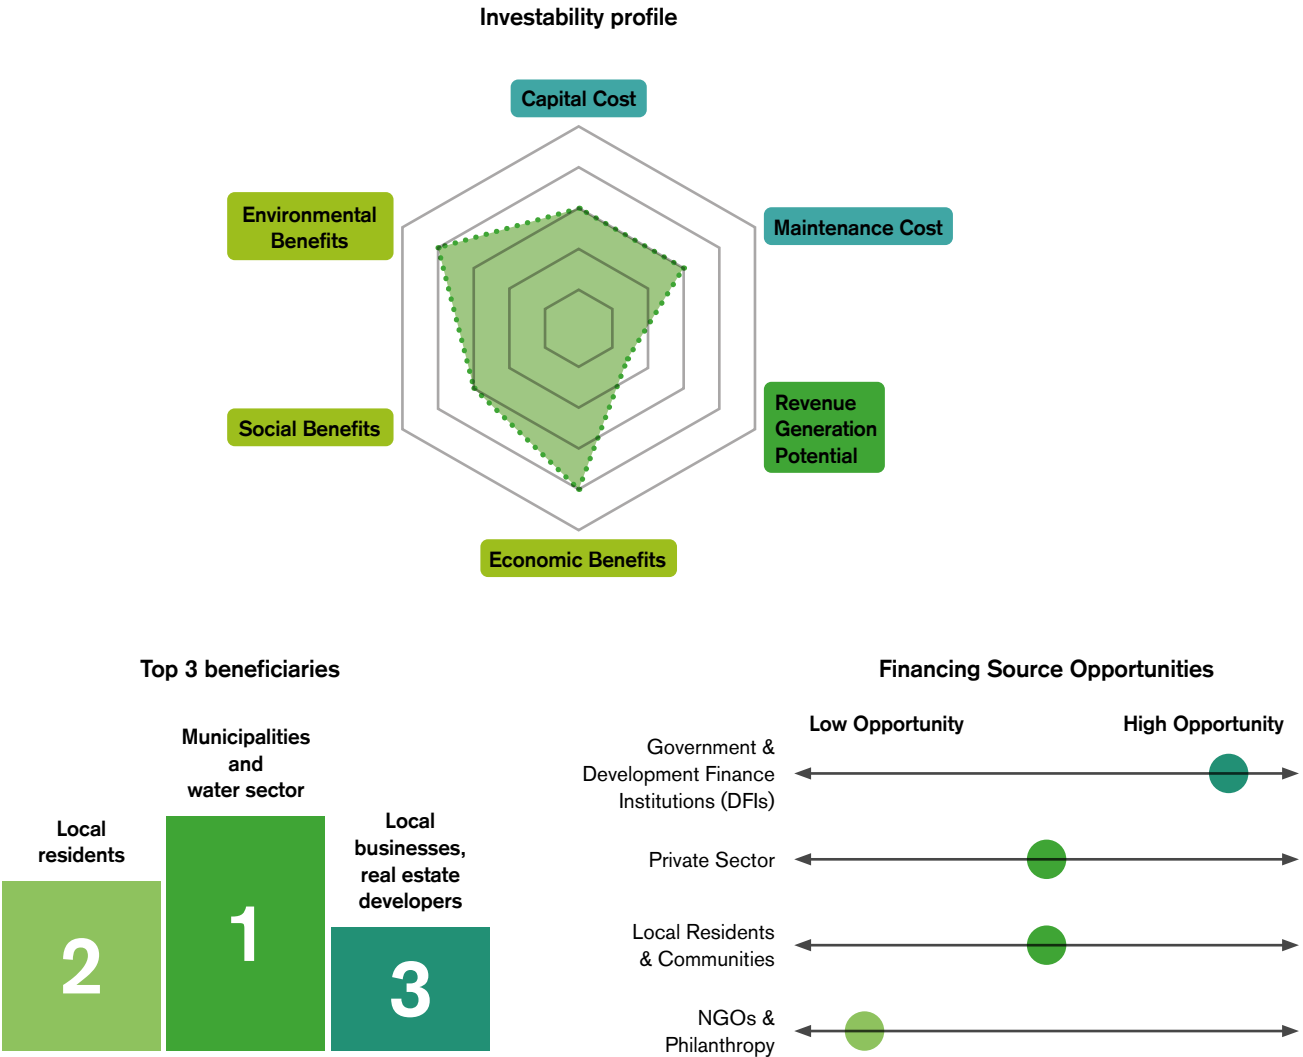 Investability profile
Capital Cost
Environmental
Benefits
Maintenance Cost
Social Benefits
Revenue
Generation
Potential
Economic Benefits
Top 3 beneficiaries
Municipalities
and
water sector
Local
residents
Local
businesses,
real estate
developers
2
1
3
Financing Source Opportunities
Low Opportunity
High Opportunity
Government &
Development Finance
Institutions (DFIs)
Private Sector
Local Residents
& Communities
NGOs &
Philanthropy